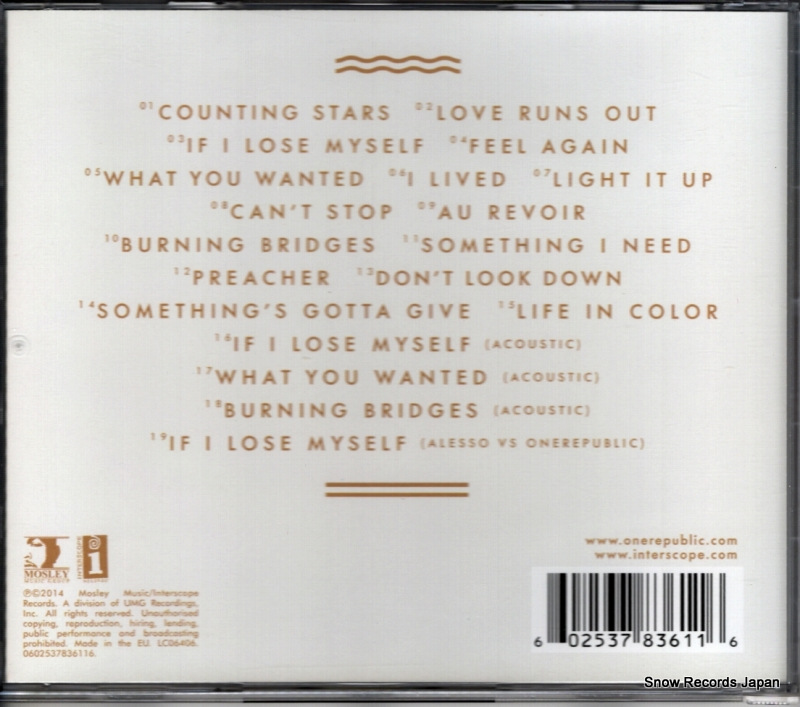 01 COUNTING STARS 02 LOVE RUNS OUT
03 IF I LOSE MYSELF 04 FEEL AGAIN
05 WHAT YOU WANTED 06 I LIVED 07 LIGHT IT UP
08 CAN'T STOP 09 AU REVOIR
10 BURNING BRIDGES 11 SOMETHING I NEED
12 PREACHER 13 DON'T LOOK DOWN
14 SOMETHING'S GOTTA GIVE 15 LIFE IN COLOR
16 IF I LOSE MYSELF (ACOUSTIC)
17 WHAT YOU WANTED (ACOUSTIC)
18 BURNING BRIDGES (ACOUSTIC)
19 IF I LOSE MYSELF (ALESSO VS ONEREPUBLIC)
MOSLEY
MUSIC GROUP
INTERSCOPE
i
RECORDS
℗©2014 Mosley Music/Interscope
Records. A division of UMG Recordings,
Inc. All rights reserved. Unauthorised
copying, reproduction, hiring, lending,
public performance and broadcasting
prohibited. Made in the EU. LC06406.
0602537836116.
www.onerepublic.com
www.interscope.com
6 02537 83611 6
Snow Records Japan